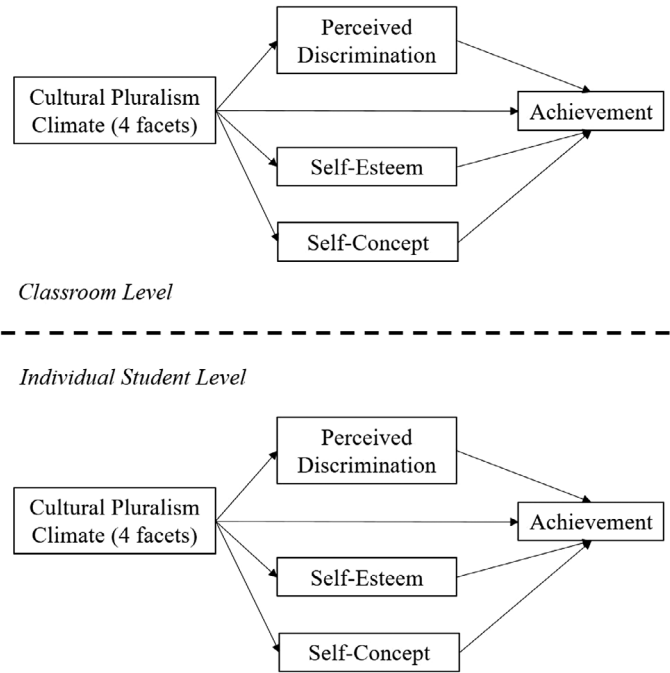 Perceived
Discrimination
Cultural Pluralism
Climate (4 facets)
Achievement
Self-Esteem
Self-Concept
Classroom Level
Individual Student Level
Perceived
Discrimination
Cultural Pluralism
Climate (4 facets)
Achievement
Self-Esteem
Self-Concept